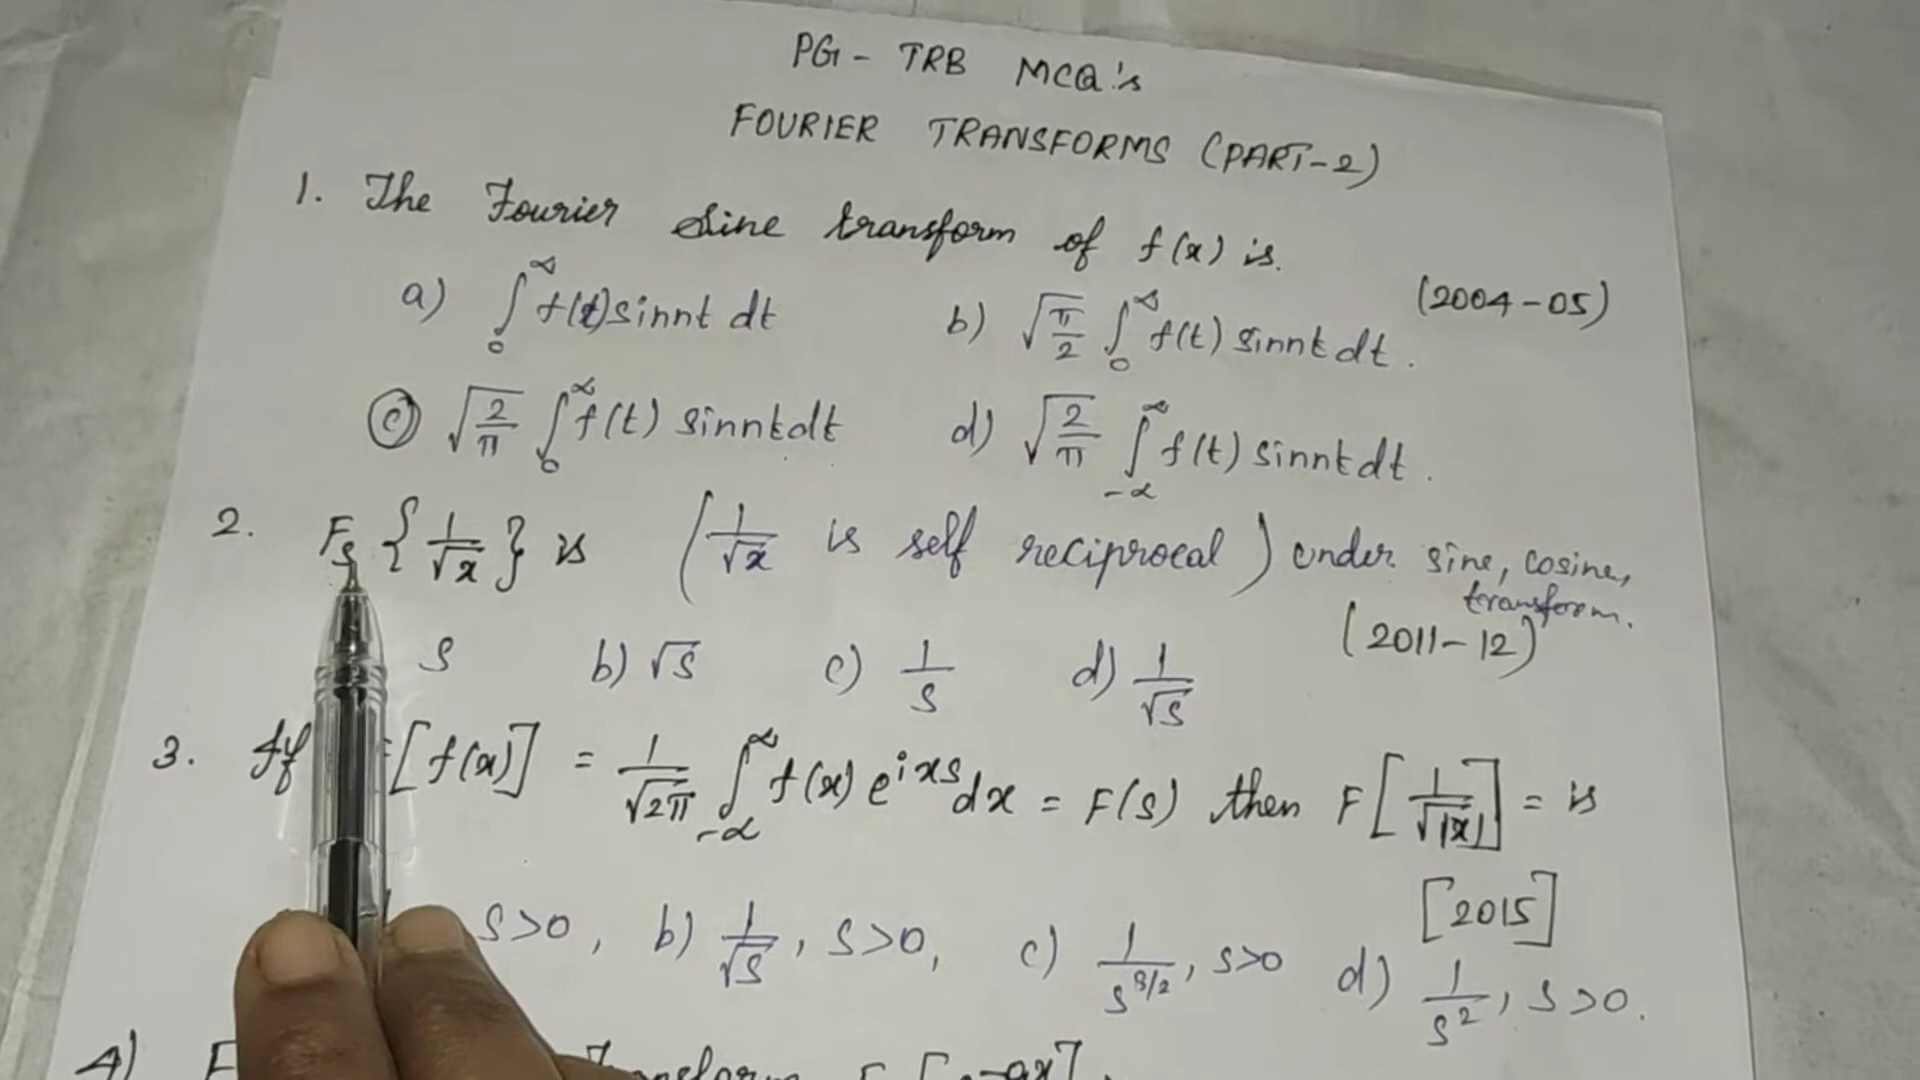 PG - TRB MCQ's
FOURIER TRANSFORMS (PART-2)
1. The Fourier Sine transform of f(x) is.
(2004-05)
a) ∫₀^∞ f(t) sinnt dt b) √(π/2) ∫₀^∞ f(t) sinnt dt.
c) √(2/π) ∫₀^∞ f(t) sinnt dt d) √(2/π) ∫₋∞^∞ f(t) sinnt dt.
2. Fs {1/√x} is (1/√x is self reciprocal) under sine, cosine,
transform.
(2011-12)
s b) √s c) 1/s d) 1/√s
3. If [f(x)] = 1/√2π ∫₋∞^∞ f(x) e^{ixs} dx = F(s) then F[1/√|x|] = is
[2015]
s>0, b) 1/√s, s>0, c) 1/s^{3/2}, s>0 d) 1/s², s>0.
4) F